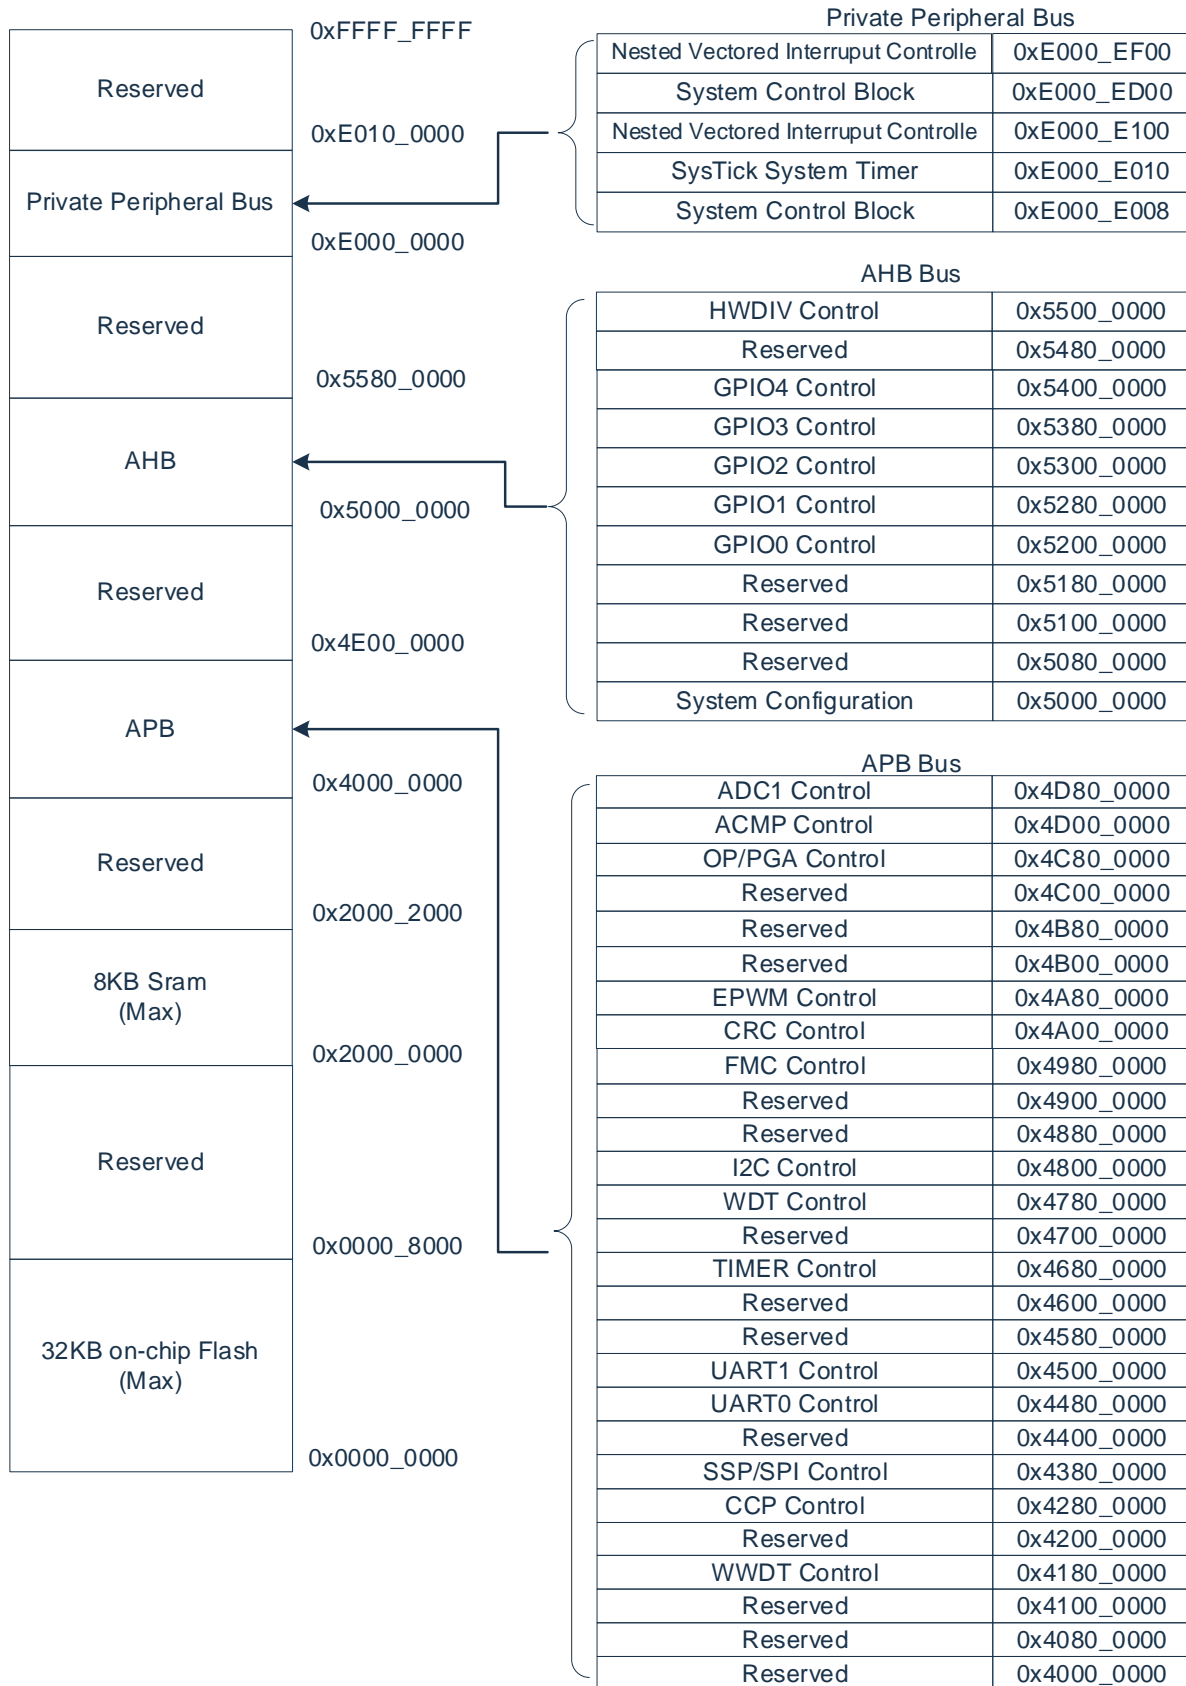 0xFFFF_FFFF
Reserved
0xE010_0000
Private Peripheral Bus
0xE000_0000
Reserved
0x5580_0000
AHB
0x5000_0000
Reserved
0x4E00_0000
APB
0x4000_0000
Reserved
0x2000_2000
8KB Sram
(Max)
0x2000_0000
Reserved
0x0000_8000
32KB on-chip Flash
(Max)
0x0000_0000
Private Peripheral Bus
Nested Vectored Interruput Controlle 0xE000_EF00
System Control Block 0xE000_ED00
Nested Vectored Interruput Controlle 0xE000_E100
SysTick System Timer 0xE000_E010
System Control Block 0xE000_E008
AHB Bus
HWDIV Control 0x5500_0000
Reserved 0x5480_0000
GPIO4 Control 0x5400_0000
GPIO3 Control 0x5380_0000
GPIO2 Control 0x5300_0000
GPIO1 Control 0x5280_0000
GPIO0 Control 0x5200_0000
Reserved 0x5180_0000
Reserved 0x5100_0000
Reserved 0x5080_0000
System Configuration 0x5000_0000
APB Bus
ADC1 Control 0x4D80_0000
ACMP Control 0x4D00_0000
OP/PGA Control 0x4C80_0000
Reserved 0x4C00_0000
Reserved 0x4B80_0000
Reserved 0x4B00_0000
EPWM Control 0x4A80_0000
CRC Control 0x4A00_0000
FMC Control 0x4980_0000
Reserved 0x4900_0000
Reserved 0x4880_0000
I2C Control 0x4800_0000
WDT Control 0x4780_0000
Reserved 0x4700_0000
TIMER Control 0x4680_0000
Reserved 0x4600_0000
Reserved 0x4580_0000
UART1 Control 0x4500_0000
UART0 Control 0x4480_0000
Reserved 0x4400_0000
SSP/SPI Control 0x4380_0000
CCP Control 0x4280_0000
Reserved 0x4200_0000
WWDT Control 0x4180_0000
Reserved 0x4100_0000
Reserved 0x4080_0000
Reserved 0x4000_0000